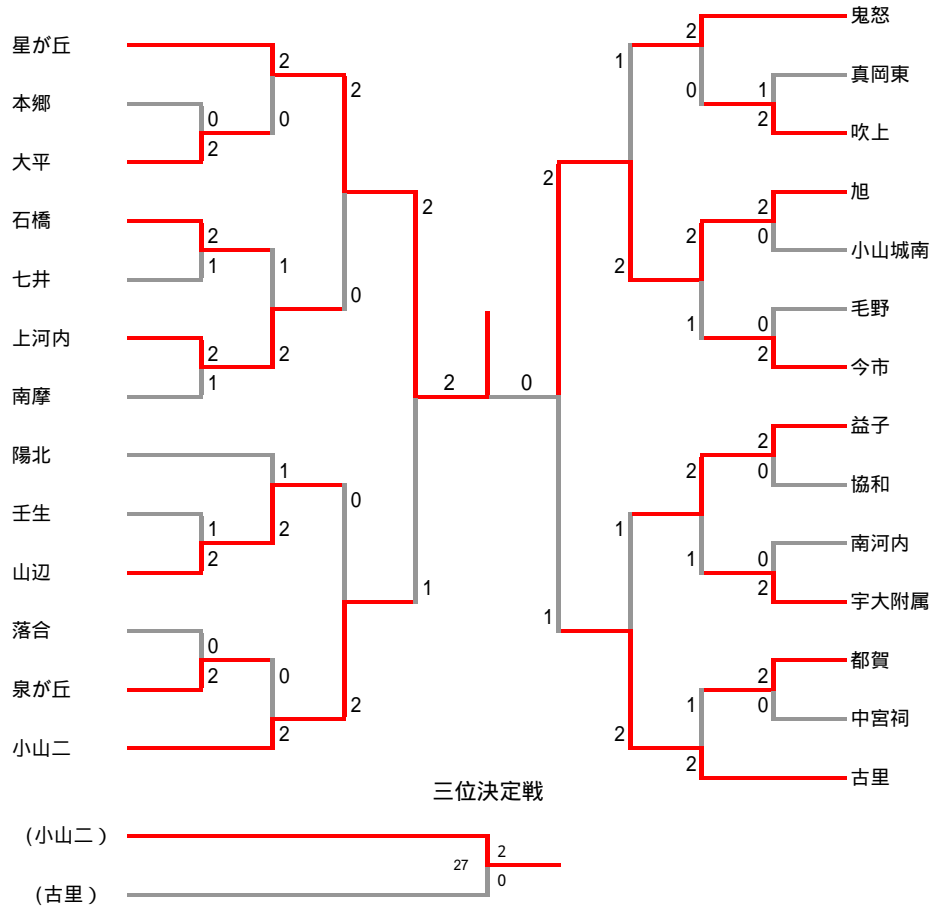 星が丘
本郷
大平
石橋
七井
上河内
南摩
陽北
壬生
山辺
落合
泉が丘
小山二
2
0
0
2
2
1
2
1
1
2
0
2
1
2
1
2
0
2
2
0
0
2
2
1
2
0
2
1
1
2
1
2
2
0
2
1
2
1
1
2
1
2
2
0
0
2
2
0
0
2
2
0
鬼怒
真岡東
吹上
旭
小山城南
毛野
今市
益子
協和
南河内
宇大附属
都賀
中宮祠
古里
三位決定戦
(小山二 )
(古里 )
27
2
0